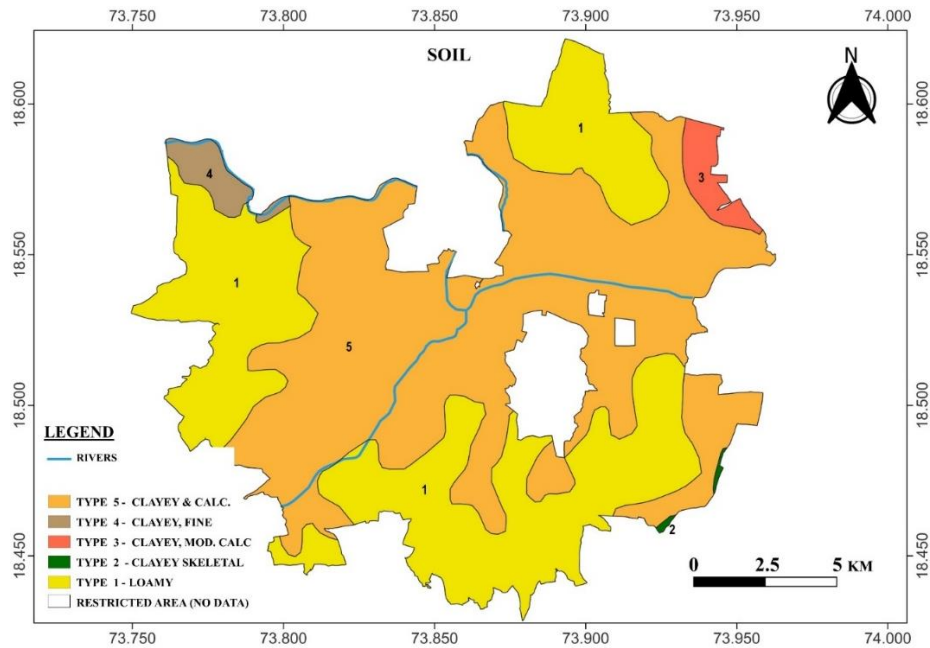 73.750 73.800 73.850 73.900 73.950 74.000
SOIL
N
18.600 18.600
1
4
3
18.550 18.550
1
5
18.500 18.500
LEGEND
RIVERS
1
TYPE 5 - CLAYEY & CALC.
TYPE 4 - CLAYEY, FINE
2
TYPE 3 - CLAYEY, MOD. CALC
18.450 18.450
TYPE 2 - CLAYEY SKELETAL
0 2.5 5 KM
TYPE 1 - LOAMY
RESTRICTED AREA (NO DATA)
73.750 73.800 73.850 73.900 73.950 74.000